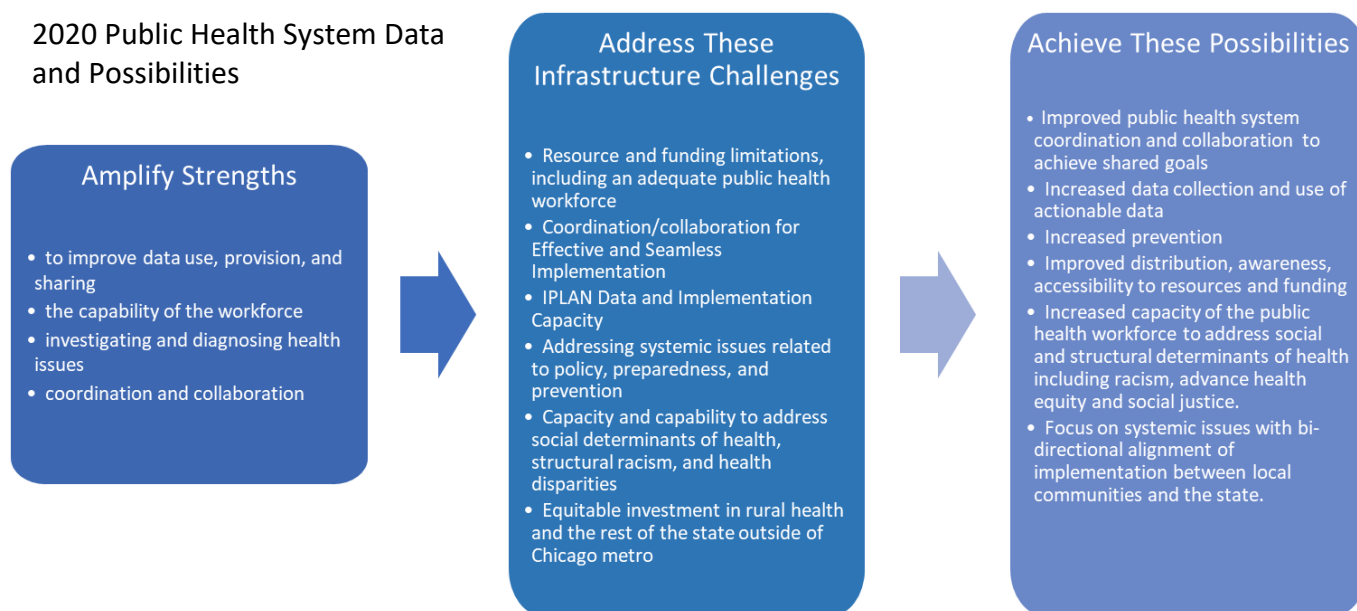 2020 Public Health System Data
and Possibilities
Amplify Strengths
• to improve data use, provision, and
sharing
• the capability of the workforce
• investigating and diagnosing health
issues
• coordination and collaboration
Address These
Infrastructure Challenges
• Resource and funding limitations,
including an adequate public health
workforce
• Coordination/collaboration for
Effective and Seamless
Implementation
• IPLAN Data and Implementation
Capacity
• Addressing systemic issues related
to policy, preparedness, and
prevention
• Capacity and capability to address
social determinants of health,
structural racism, and health
disparities
• Equitable investment in rural health
and the rest of the state outside of
Chicago metro
Achieve These Possibilities
• Improved public health system
coordination and collaboration to
achieve shared goals
• Increased data collection and use of
actionable data
• Increased prevention
• Improved distribution, awareness,
accessibility to resources and funding
• Increased capacity of the public
health workforce to address social
and structural determinants of health
including racism, advance health
equity and social justice.
• Focus on systemic issues with bi-
directional alignment of
implementation between local
communities and the state.